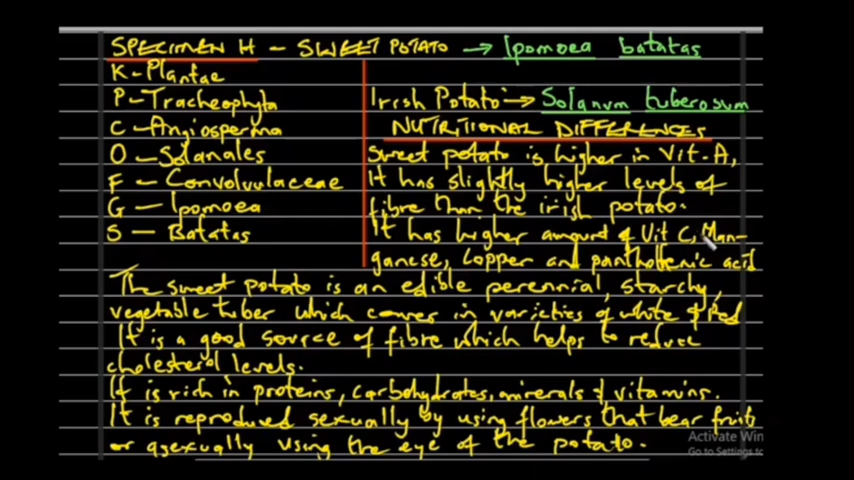 SPECIMEN H - SWEET POTATO → Ipomoea batatas
K - Plantae
P - Tracheophyta
C - Angiosperma
O - Solanales
F - Convolvulaceae
G - Ipomoea
S - Batatas
Irish Potato → Solanum tuberosum
NUTRITIONAL DIFFERENCES
Sweet potato is higher in Vit-A,
It has slightly higher levels of
fibre than the irish potato.
It has higher amount of Vit C, Man-
ganese, Copper and panthothenic acid
The sweet potato is an edible perennial, starchy,
vegetable tuber which comes in varieties of white & Red
It is a good source of fibre which helps to reduce
cholesterol levels.
It is rich in proteins, carbohydrates, minerals & vitamins.
It is reproduced sexually by using flowers that bear fruits
or asexually using the eye of the potato.
Activate Win
Go to Settings to